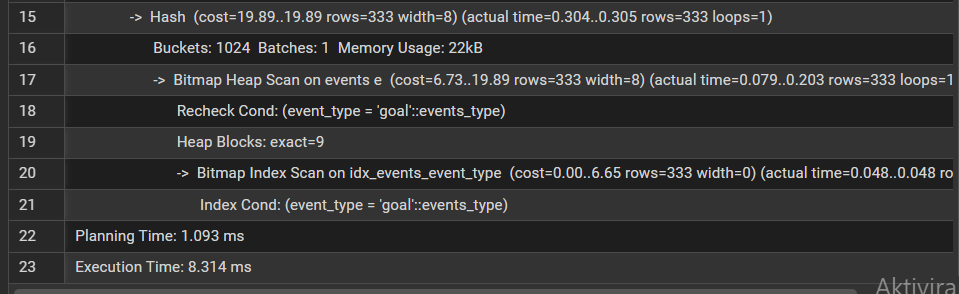 15 -> Hash (cost=19.89..19.89 rows=333 width=8) (actual time=0.304..0.305 rows=333 loops=1)
16 Buckets: 1024 Batches: 1 Memory Usage: 22kB
17 -> Bitmap Heap Scan on events e (cost=6.73..19.89 rows=333 width=8) (actual time=0.079..0.203 rows=333 loops=1
18 Recheck Cond: (event_type = 'goal'::events_type)
19 Heap Blocks: exact=9
20 -> Bitmap Index Scan on idx_events_event_type (cost=0.00..6.65 rows=333 width=0) (actual time=0.048..0.048 ro
21 Index Cond: (event_type = 'goal'::events_type)
22 Planning Time: 1.093 ms
23 Execution Time: 8.314 ms
Aktivira